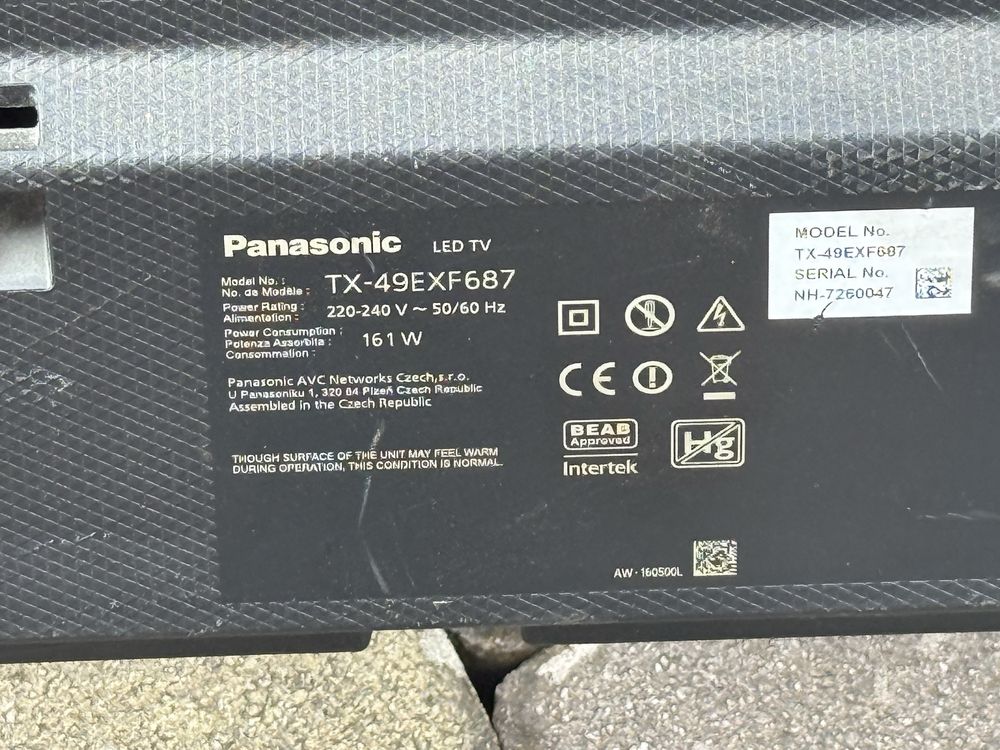 Panasonic LED TV
Model No. :
No. de Modèle :
TX-49EXF687
Power Rating :
Alimentation :
220-240 V ~ 50/60 Hz
Power Consumption :
Potenza Assorbita :
Consommation :
161 W
Panasonic AVC Networks Czech,s.r.o.
U Panasoniku 1, 320 84 Plzeň Czech Republic
Assembled in the Czech Republic
THOUGH SURFACE OF THE UNIT MAY FEEL WARM
DURING OPERATION, THIS CONDITION IS NORMAL.
CE
BEAB
Approved
Intertek
Hg
AW-160500L
MODEL No.
TX-49EXF687
SERIAL No.
NH-7260047